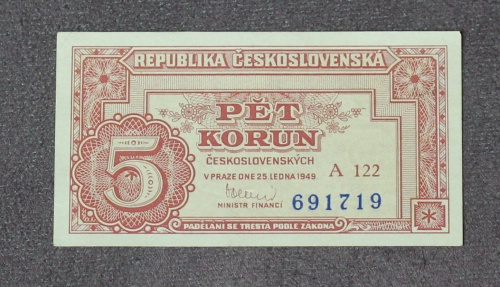 REPUBLIKA ČESKOSLOVENSKÁ
PĚT
KORUN
ČESKOSLOVENSKÝCH
A 122
V PRAZE DNE 25 LEDNA 1949.
5
MINISTR FINANCÍ
691719
PADĚLÁNÍ SE TRESTÁ PODLE ZÁKONA